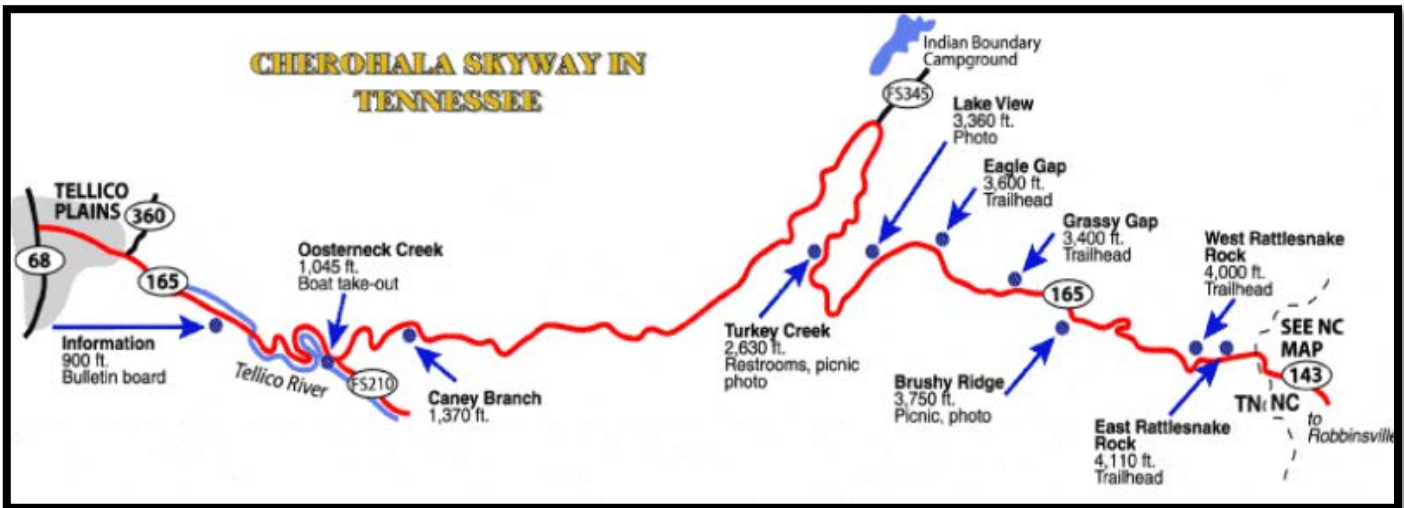 CHEROHALA SKYWAY IN
TENNESSEE
Indian Boundary
Campground
FS345
Lake View
3,360 ft.
Photo
Eagle Gap
3,600 ft.
Trailhead
TELLICO
PLAINS
360
68
165
Oosterneck Creek
1,045 ft.
Boat take-out
Grassy Gap
3,400 ft.
Trailhead
West Rattlesnake
Rock
4,000 ft.
Trailhead
165
Information
900 ft.
Bulletin board
Tellico River
FS210
Caney Branch
1,370 ft.
Turkey Creek
2,630 ft.
Restrooms, picnic
photo
Brushy Ridge
3,750 ft.
Picnic, photo
SEE NC
MAP
143
TN NC
to
Robbinsville
East Rattlesnake
Rock
4,110 ft.
Trailhead